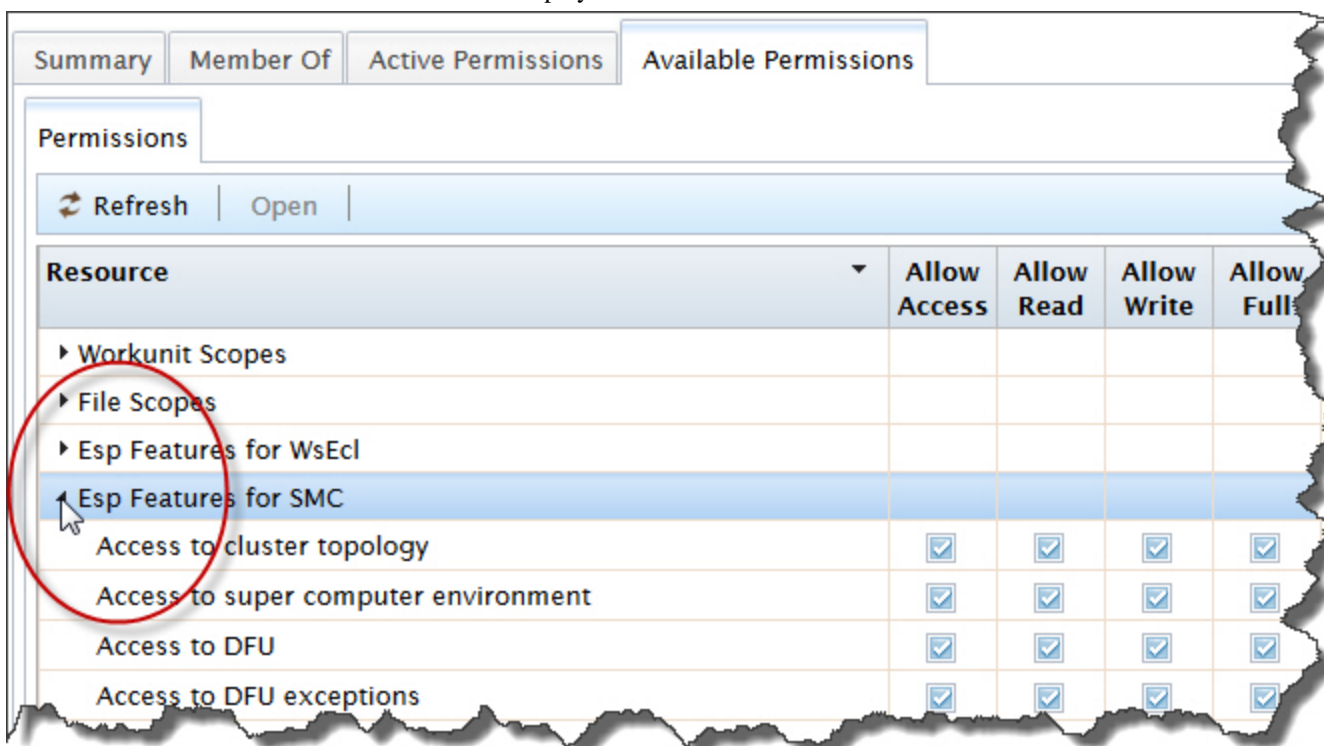 Summary Member Of Active Permissions Available Permissions
Permissions
Refresh Open
Resource Allow Access Allow Read Allow Write Allow Full
Workunit Scopes
File Scopes
Esp Features for WsEcl
Esp Features for SMC
Access to cluster topology
Access to super computer environment
Access to DFU
Access to DFU exceptions